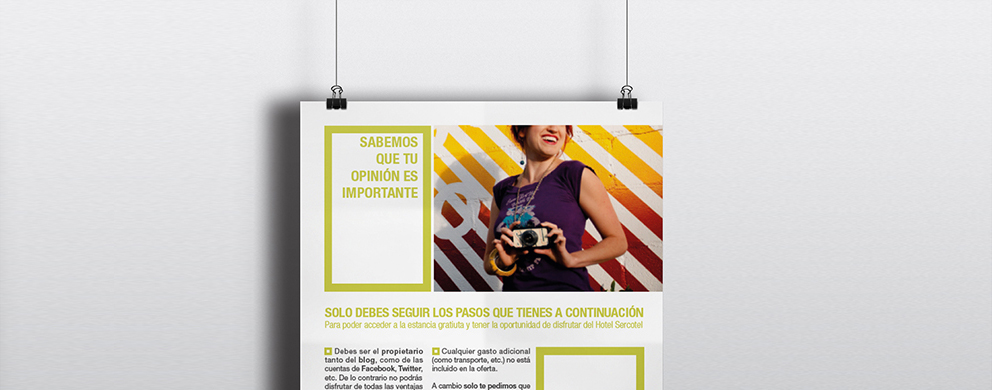 SABEMOS
QUE TU
OPINIÓN ES
IMPORTANTE
SOLO DEBES SEGUIR LOS PASOS QUE TIENES A CONTINUACIÓN
Para poder acceder a la estancia gratiuta y tener la oportunidad de disfrutar del Hotel Sercotel
Debes ser el propietario
tanto del blog, como de las
cuentas de Facebook, Twitter,
etc. De lo contrario no podrás
disfrutar de todas las ventajas
Cualquier gasto adicional
(como transporte, etc.) no está
incluido en la oferta.
A cambio solo te pedimos que